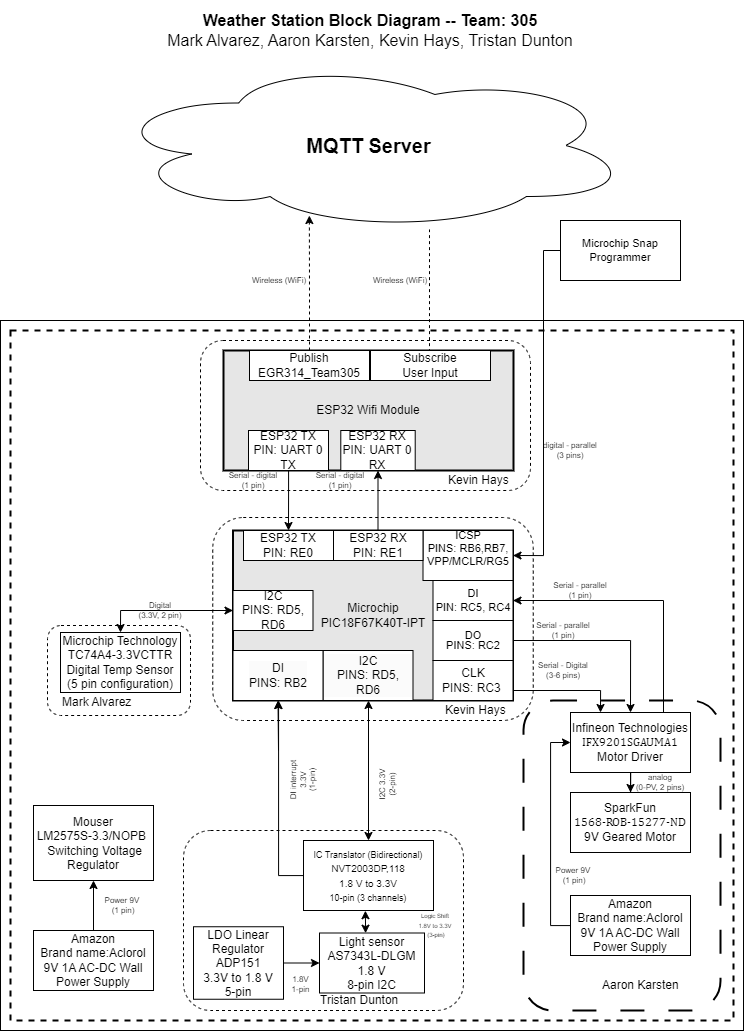 Weather Station Block Diagram -- Team: 305
Mark Alvarez, Aaron Karsten, Kevin Hays, Tristan Dunton
MQTT Server
Microchip Snap
Programmer
Wireless (WiFi)
Wireless (WiFi)
Publish
EGR314_Team305
Subscribe
User Input
ESP32 Wifi Module
ESP32 TX
PIN: UART 0
TX
ESP32 RX
PIN: UART 0
RX
Kevin Hays
digital - parallel
(3 pins)
Serial - digital
(1 pin)
Serial - digital
(1 pin)
ESP32 TX
PIN: RE0
ESP32 RX
PIN: RE1
ICSP
PINS: RB6,RB7,
VPP/MCLR/RG5
I2C
PINS: RD5,
RD6
Microchip
PIC18F67K40T-IPT
DI
PIN: RC5, RC4
DO
PINS: RC2
CLK
PINS: RC3
DI
PIN: RB2
I2C
PINS: RD5,
RD6
Kevin Hays
Digital
(3.3V, 2 pin)
Microchip Technology
TC74A4-3.3VCTTR
Digital Temp Sensor
(5 pin configuration)
Mark Alvarez
Serial - parallel
(1 pin)
Serial - parallel
(1 pin)
Serial - Digital
(3-6 pins)
Infineon Technologies
IFX9201SGAUMA1
Motor Driver
analog
(0-PV, 2 pins)
SparkFun
1568-ROB-15277-ND
9V Geared Motor
Power 9V
(1 pin)
Amazon
Brand name:Aclorol
9V 1A AC-DC Wall
Power Supply
Aaron Karsten
DI interrupt
3.3V
(1-pin)
I2C 3.3V
(2-pin)
Mouser
LM2575S-3.3/NOPB
Switching Voltage
Regulator
Power 9V
(1 pin)
Amazon
Brand name:Aclorol
9V 1A AC-DC Wall
Power Supply
IC Translator (Bidirectional)
NVT2003DP,118
1.8 V to 3.3V
10-pin (3 channels)
Logic Shift
1.8V to 3.3V
(3-pin)
LDO Linear
Regulator
ADP151
3.3V to 1.8 V
5-pin
1.8V
1-pin
Light sensor
AS7343L-DLGM
1.8 V
8-pin I2C
Tristan Dunton